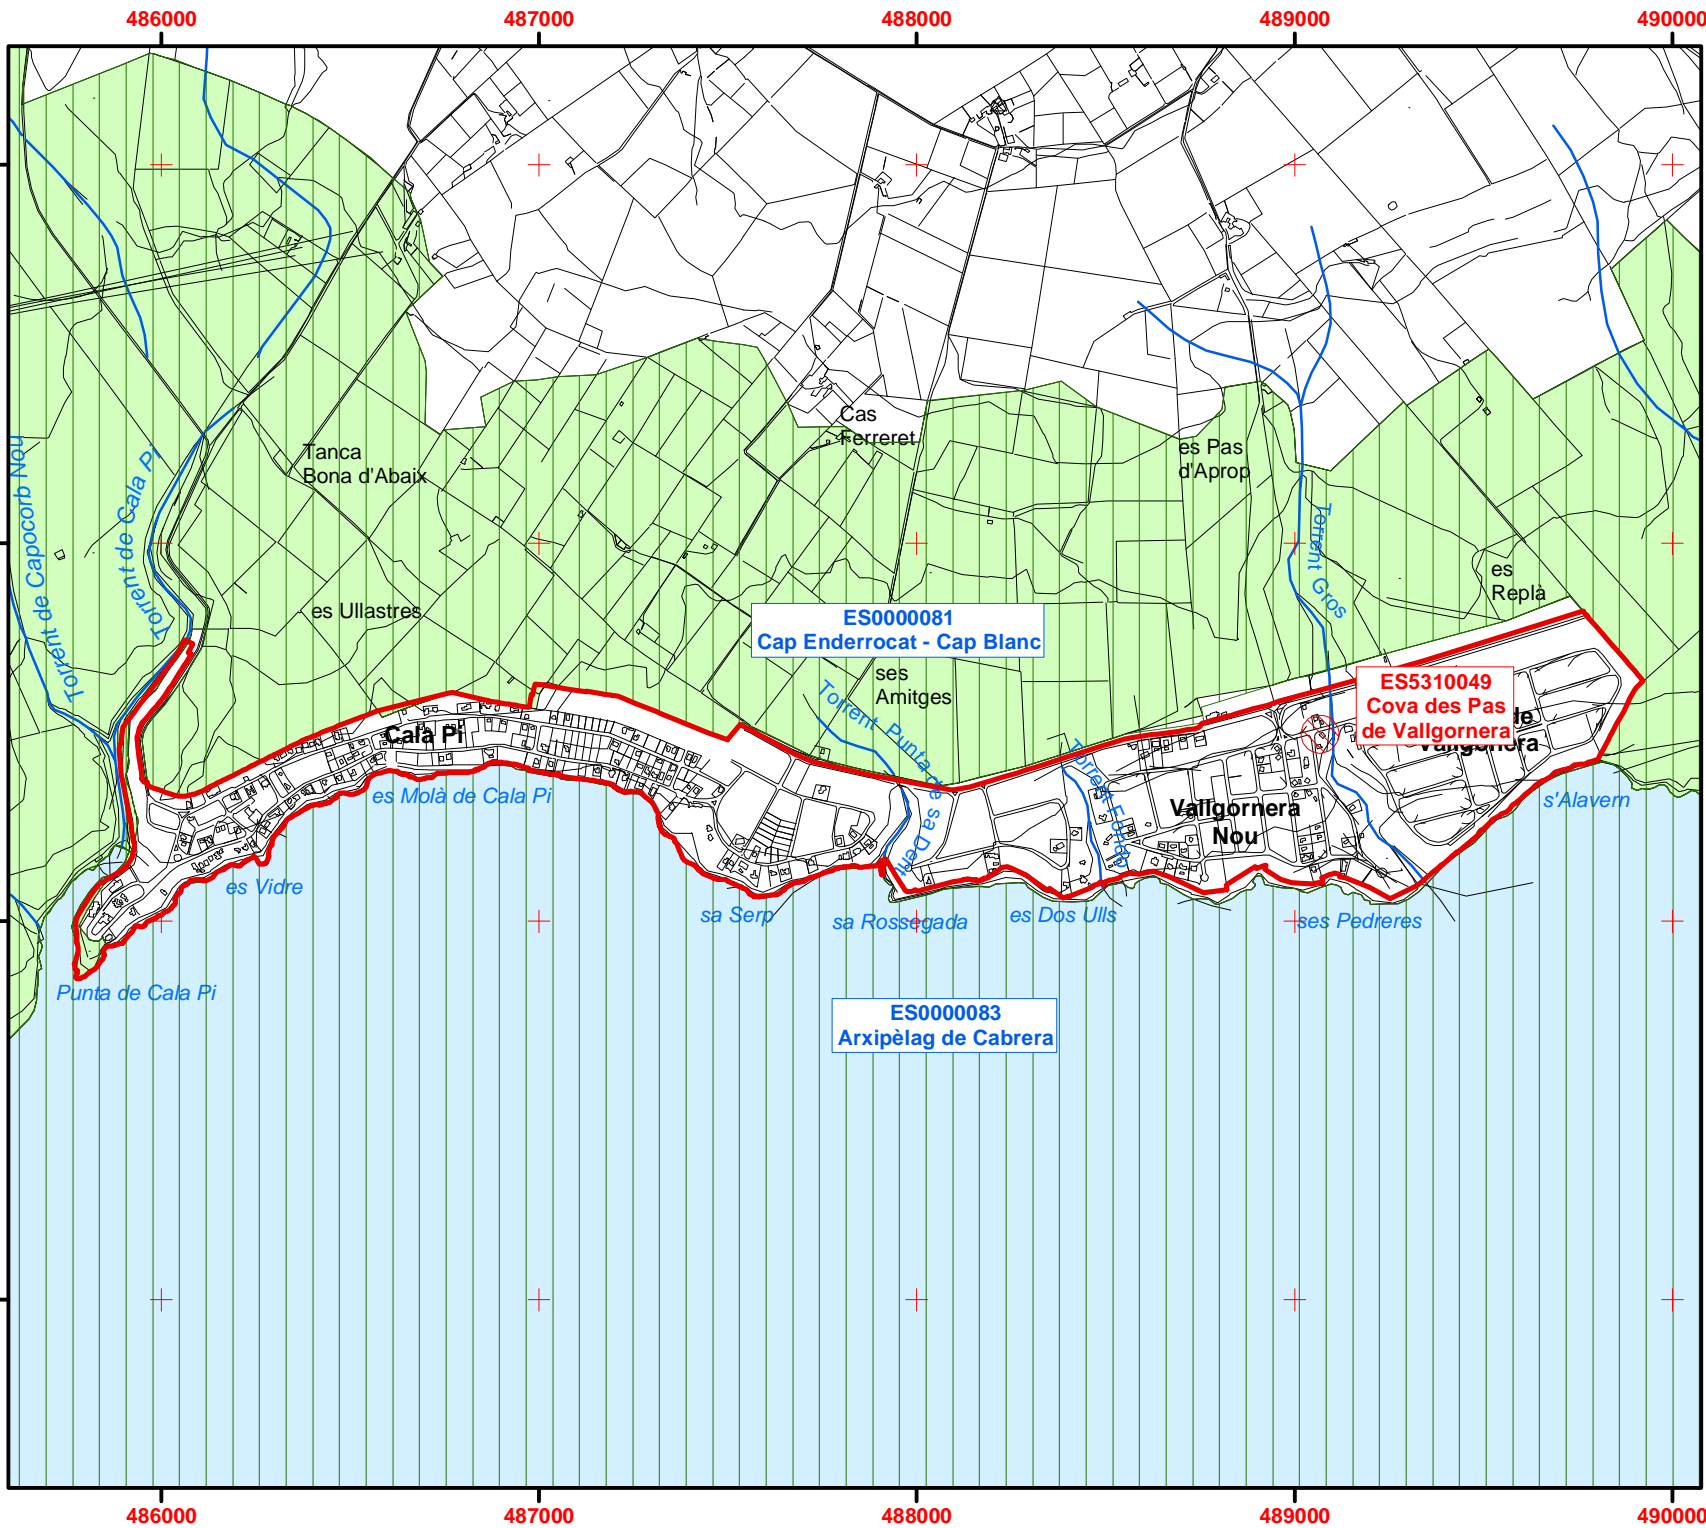 486000
487000
488000
489000
490000
Cas
Ferreret
Tanca
Bona d'Abaix
es Pas
d'Aprop
Torrent de Capocorb Nou
Torrent de Cala Pi
Torrent Gros
es
Replà
es Ullastres
ES0000081
Cap Enderrocat - Cap Blanc
ses
Amitges
Torrent Punta de sa Dent
ES5310049
Cova des Pas
de Vallgornera
de
Vallgornera
Cala Pi
Torrent Fondo
es Molà de Cala Pi
s'Alavern
Vallgornera
Nou
es Vidre
sa Serp
sa Rossegada
es Dos Ulls
ses Pedreres
Punta de Cala Pi
ES0000083
Arxipèlag de Cabrera
486000
487000
488000
489000
490000